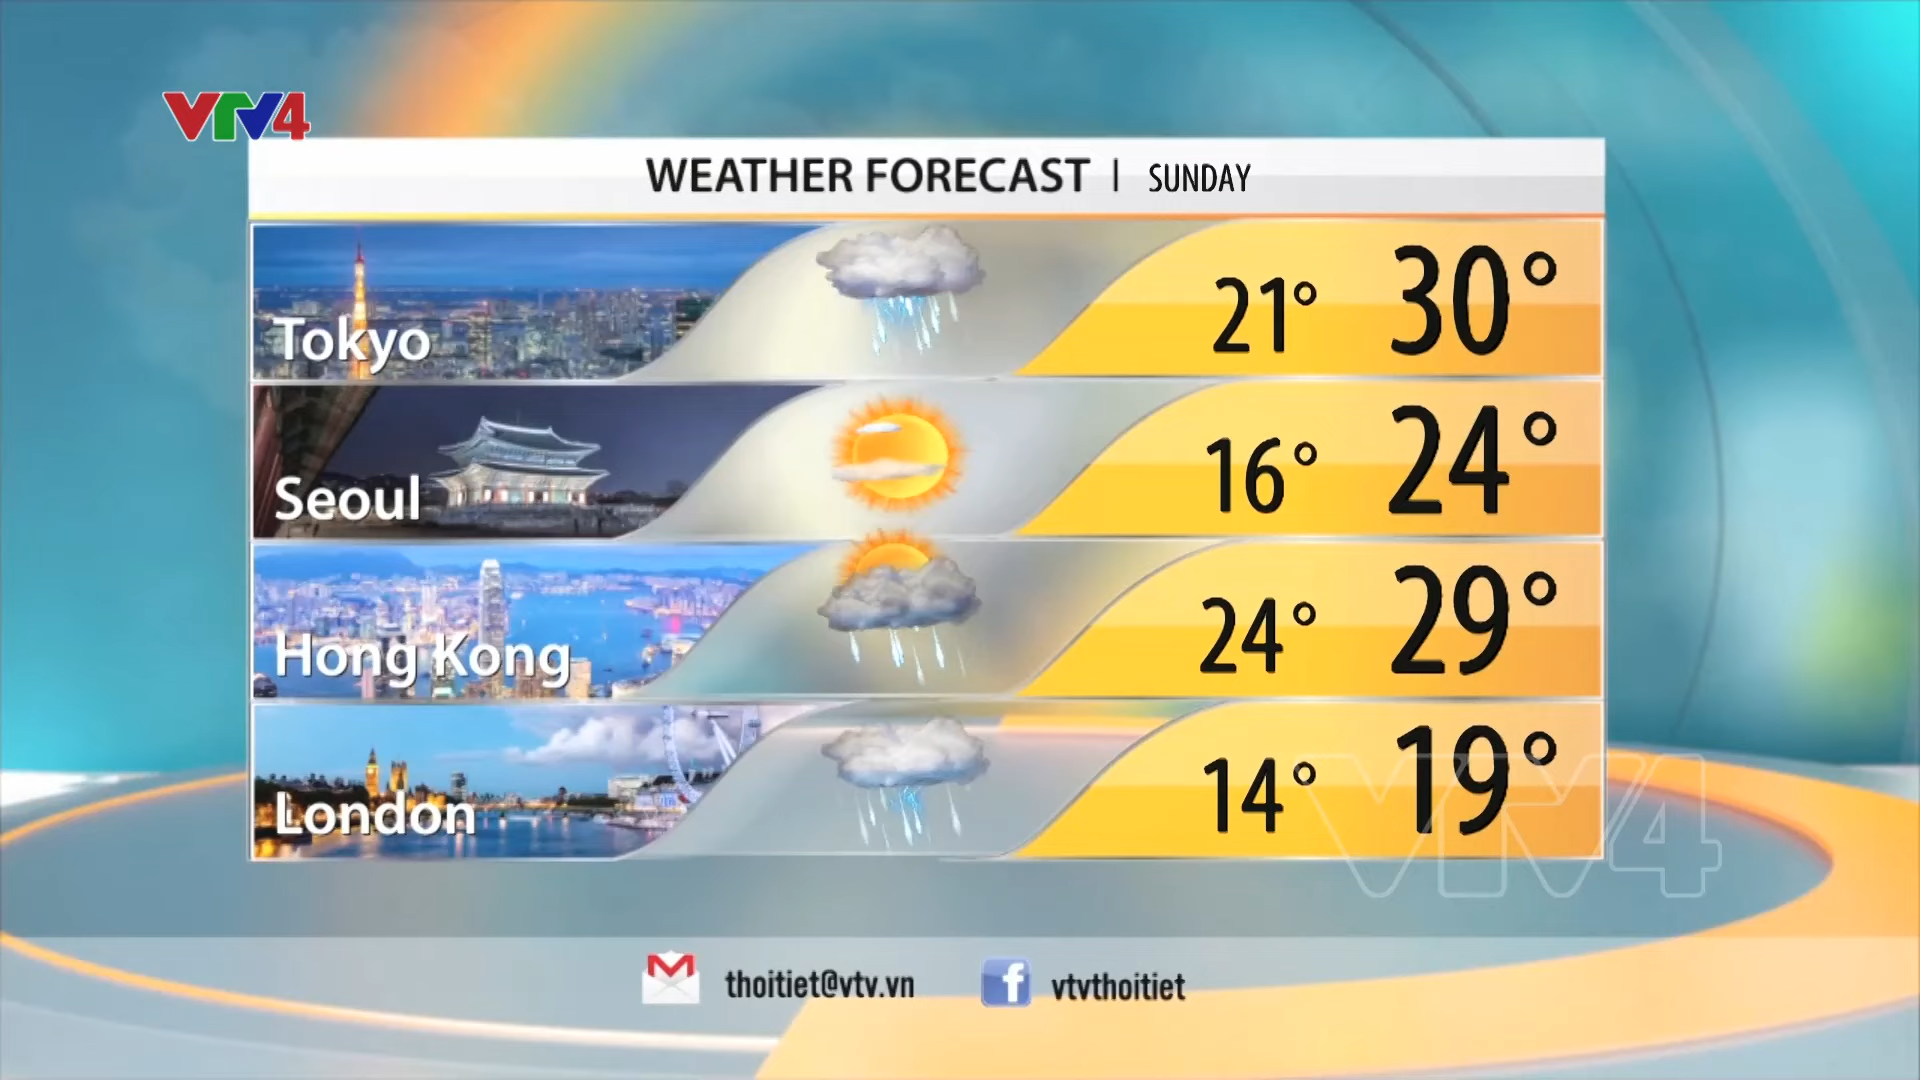 VTV4
WEATHER FORECAST | SUNDAY
Tokyo 21° 30°
Seoul 16° 24°
Hong Kong 24° 29°
London 14° 19°
VTV4
thoitiet@vtv.vn vtvthoitiet